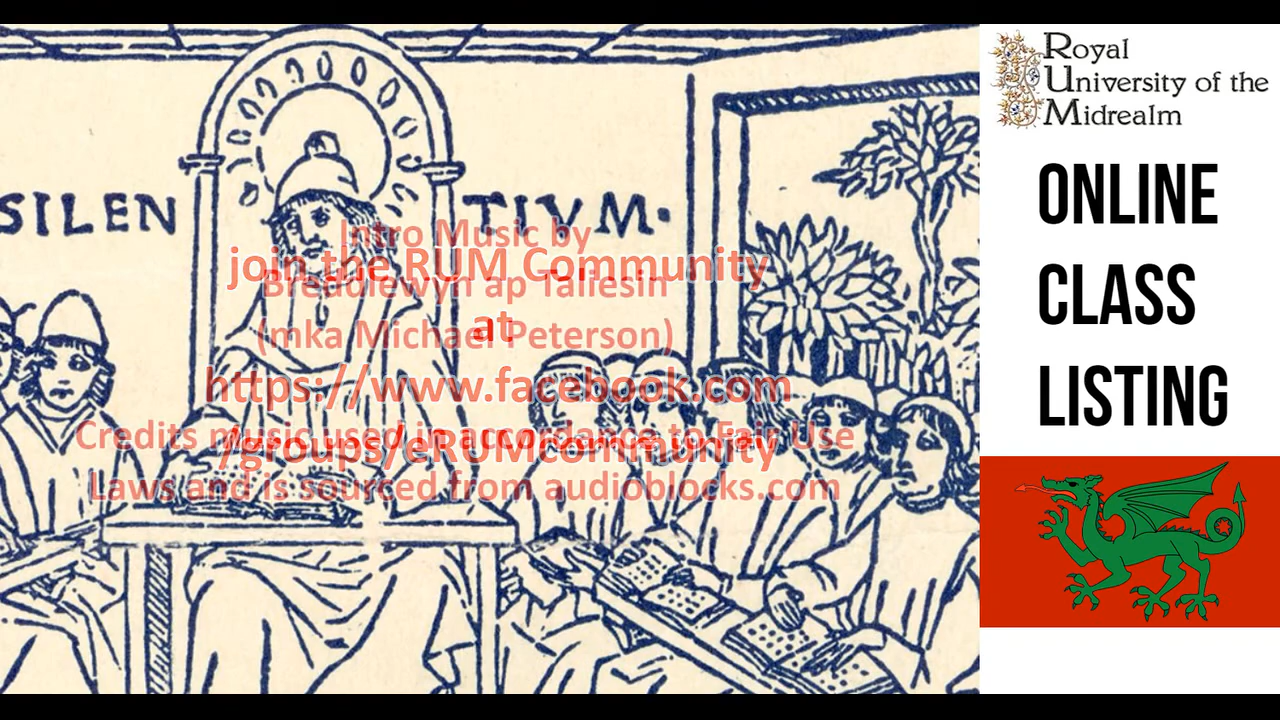 Royal
University of the
Midrealm
ONLINE
CLASS
LISTING
SILEN TIVM.
Intro Music by
join the RUM Community
Breddlewyn ap Taliesin
at
(mka Michael Peterson)
https://www.facebook.com
Credits music used in accordance to Fair Use
/groups/eRUMcommunity
Laws and is sourced from audioblocks.com